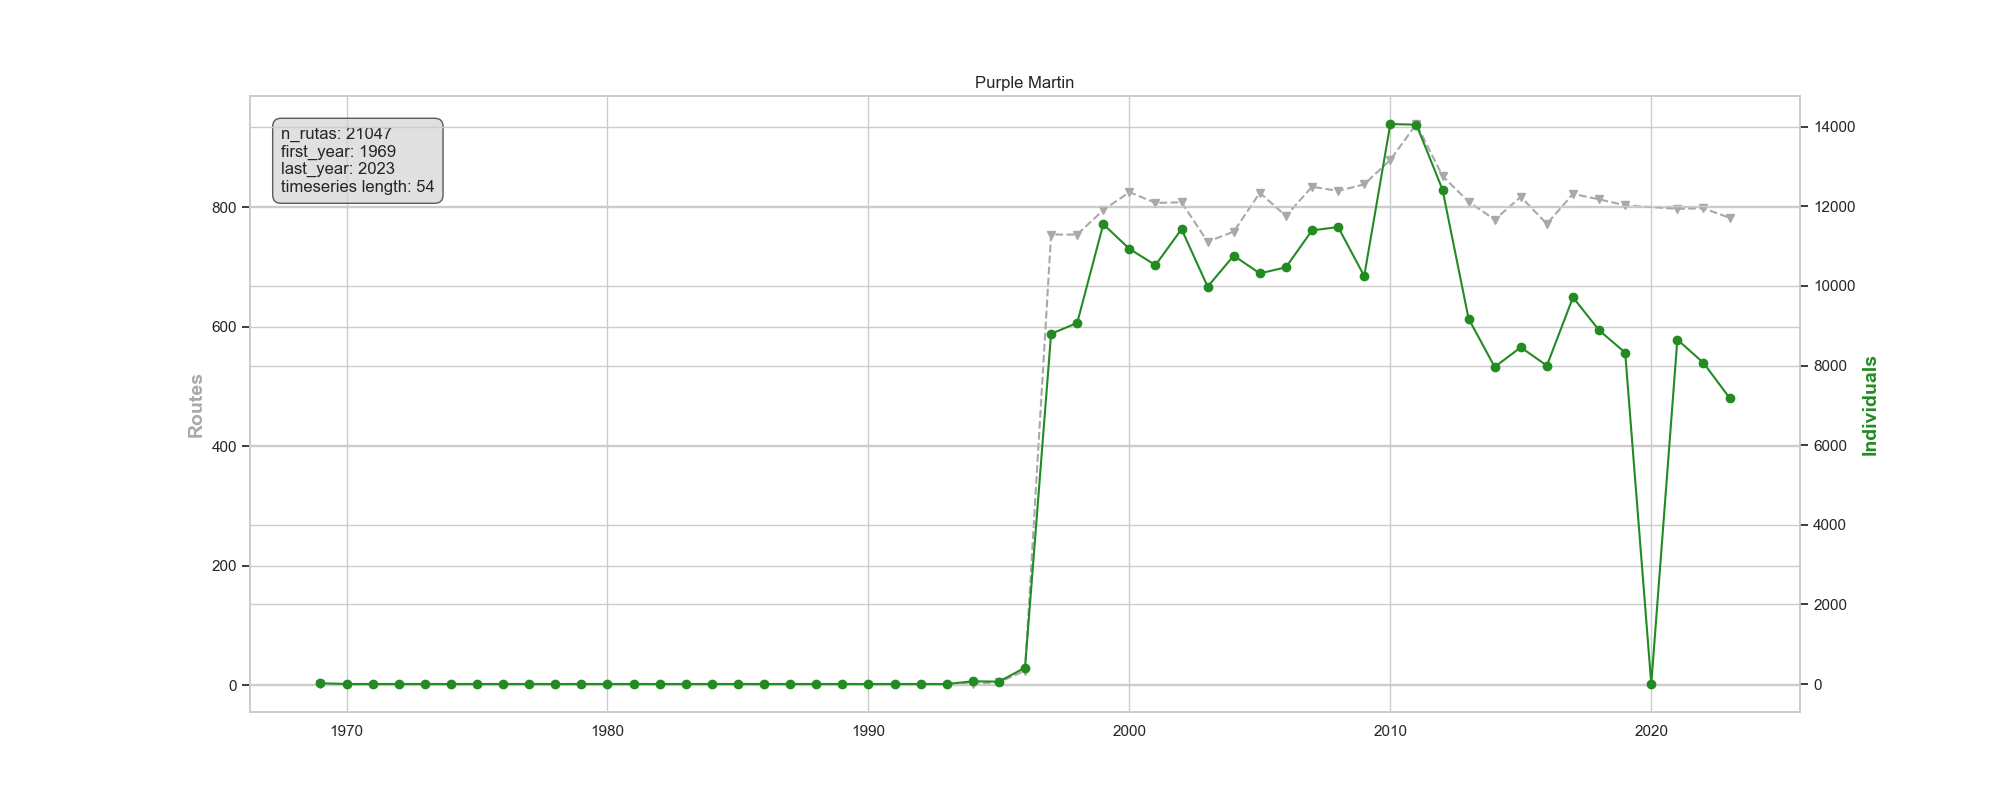 Purple Martin
n_rutas: 21047
first_year: 1969
last_year: 2023
timeseries length: 54
Routes
800
600
400
200
0
14000
12000
10000
8000
6000
4000
2000
0
Individuals
1970 1980 1990 2000 2010 2020